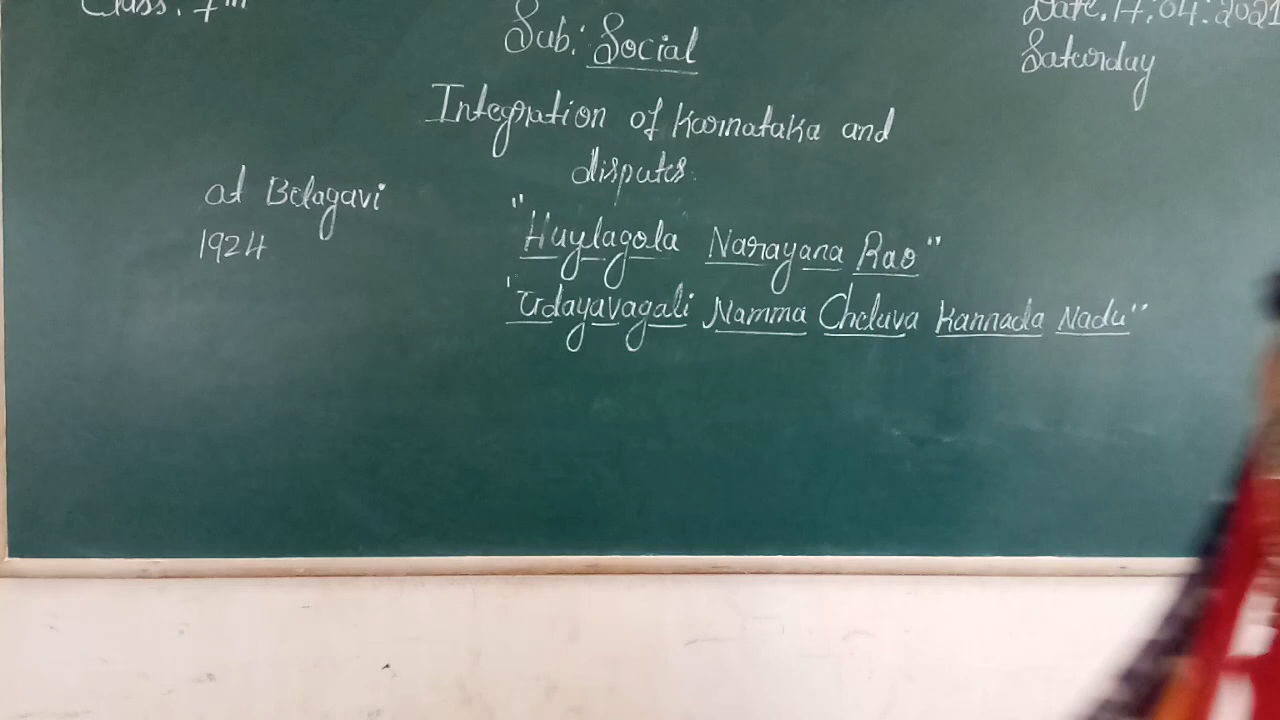 Class: 7th
Date: 17:04:2021
Sub: Social
Saturday
Integration of Karnataka and
disputes.
at Belagavi
1924
"Huylagola Narayana Rao"
"Udayavagali Namma Cheluva Kannada Nadu"